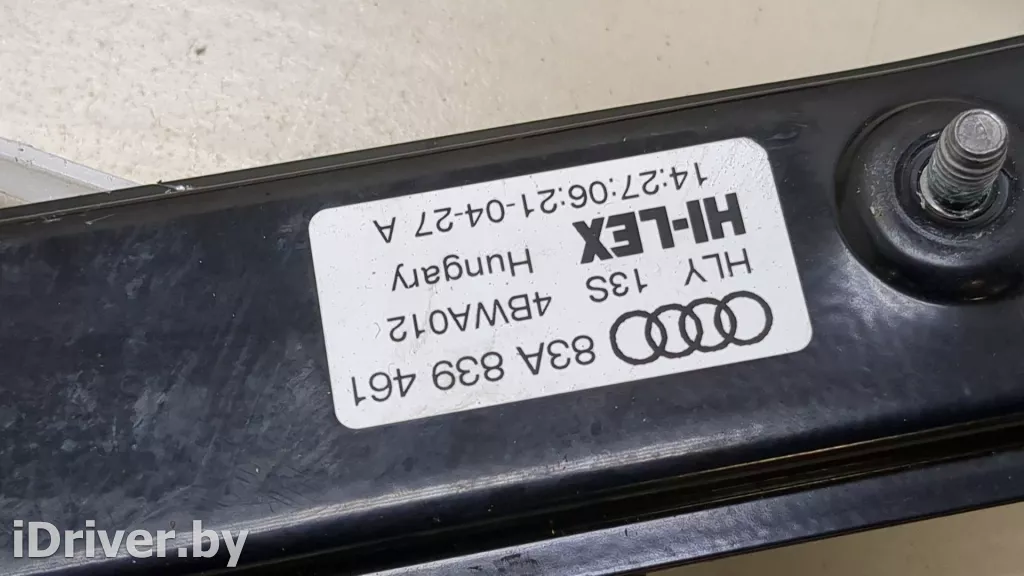 83A 839 461
HLY 13S 4BWA012
HI-LEX Hungary
14:27:06:21-04-27 A
iDriver.by